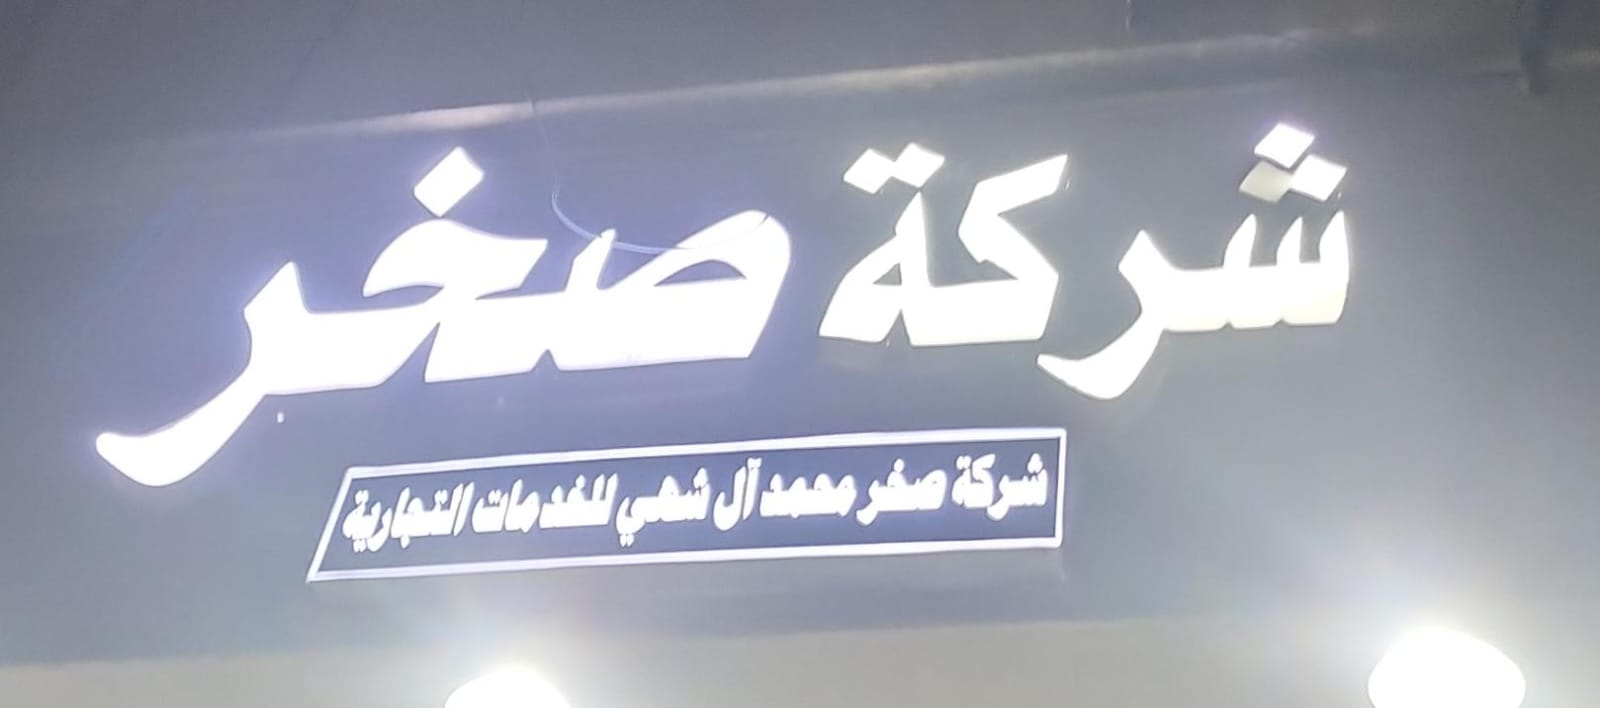 شركة صخر
شركة صخر محمد آل شهي للخدمات التجارية